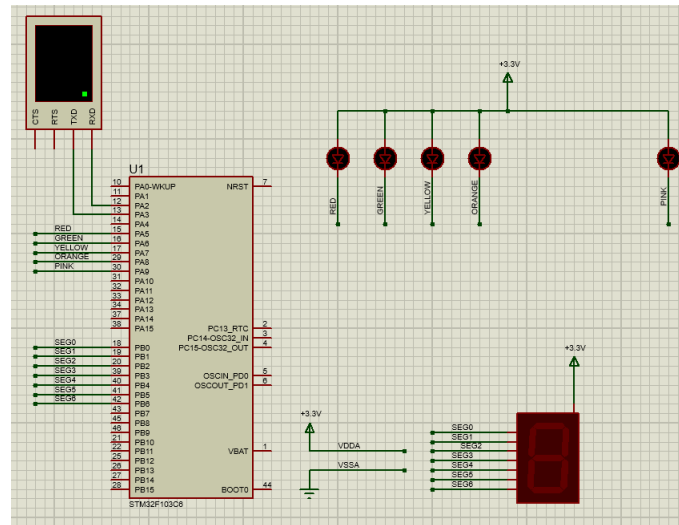 CTS
RTS
TXD
RXD
U1
10 PA0-WKUP NRST 7
11 PA1
12 PA2
13 PA3
14 PA4
RED 15 PA5
GREEN 16 PA6
YELLOW 17 PA7
ORANGE 29 PA8
PINK 30 PA9
31 PA10
32 PA11
33 PA12
34 PA13
37 PA14
38 PA15
PC13_RTC 2
PC14-OSC32_IN 3
PC15-OSC32_OUT 4
SEG0 18 PB0
SEG1 19 PB1
SEG2 20 PB2
SEG3 39 PB3
SEG4 40 PB4
SEG5 41 PB5
SEG6 42 PB6
43 PB7
45 PB8
46 PB9
21 PB10
22 PB11
25 PB12
26 PB13
27 PB14
28 PB15
OSCIN_PD0 5
OSCOUT_PD1 6
VBAT 1
BOOT0 44
STM32F103C6
+3.3V
RED
GREEN
YELLOW
ORANGE
PINK
+3.3V
VDDA
VSSA
+3.3V
SEG0
SEG1
SEG2
SEG3
SEG4
SEG5
SEG6